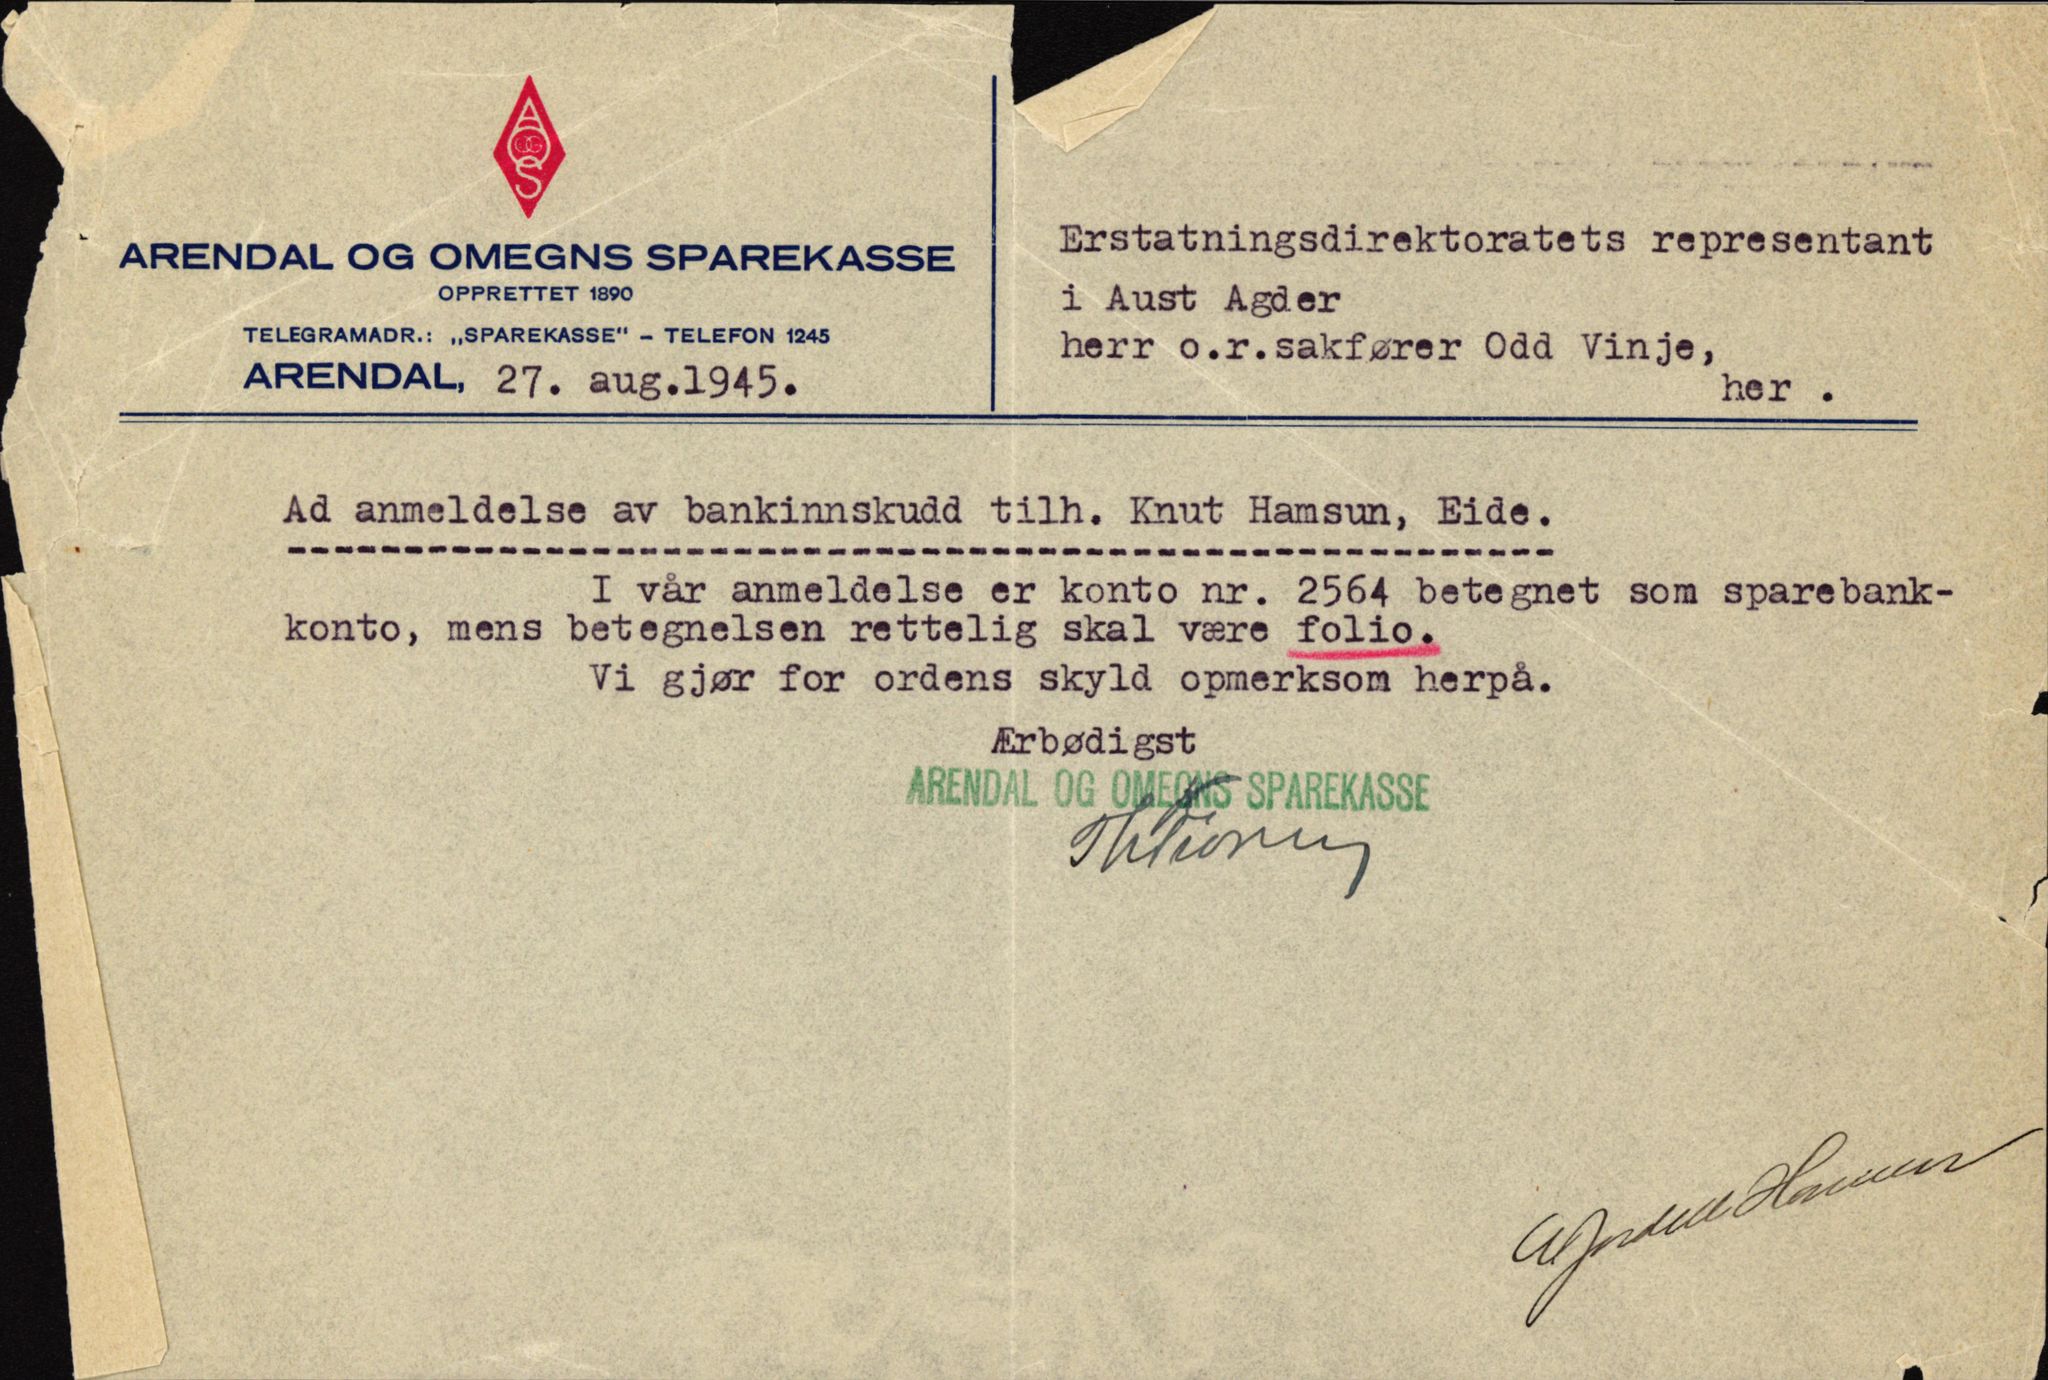 AOGS
ARENDAL OG OMEGNS SPAREKASSE
OPPRETTET 1890
TELEGRAMADR.: „SPAREKASSE" – TELEFON 1245
ARENDAL, 27. aug.1945.
Erstatningsdirektoratets representant
i Aust Agder
herr o.r.sakfører Odd Vinje,
her .
Ad anmeldelse av bankinnskudd tilh. Knut Hamsun, Eide.
I vår anmeldelse er konto nr. 2564 betegnet som sparebank-
konto, mens betegnelsen rettelig skal være folio.
Vi gjør for ordens skyld opmerksom herpå.
Ærbødigst
ARENDAL OG OMEGNS SPAREKASSE